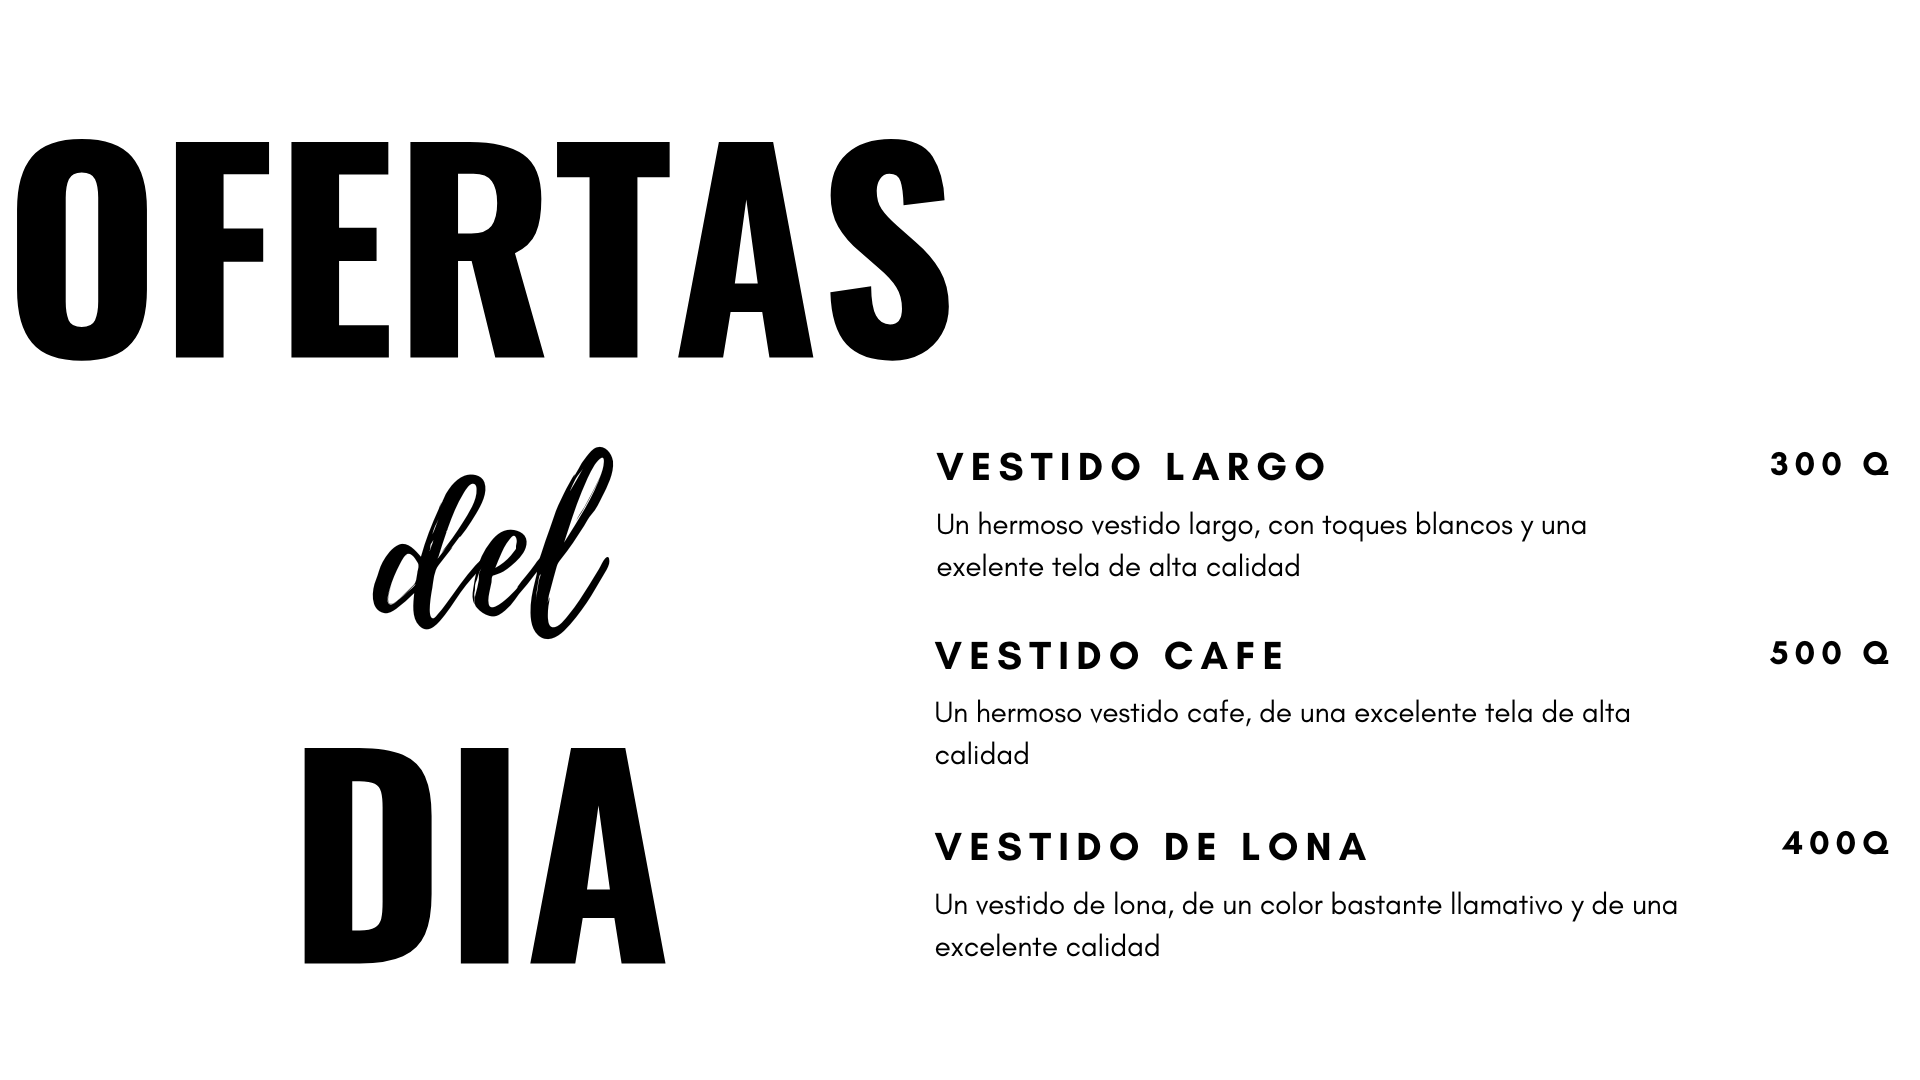 OFERTAS
del
DIA
VESTIDO LARGO 300 Q
Un hermoso vestido largo, con toques blancos y una
exelente tela de alta calidad
VESTIDO CAFE 500 Q
Un hermoso vestido cafe, de una excelente tela de alta
calidad
VESTIDO DE LONA 400Q
Un vestido de lona, de un color bastante llamativo y de una
excelente calidad